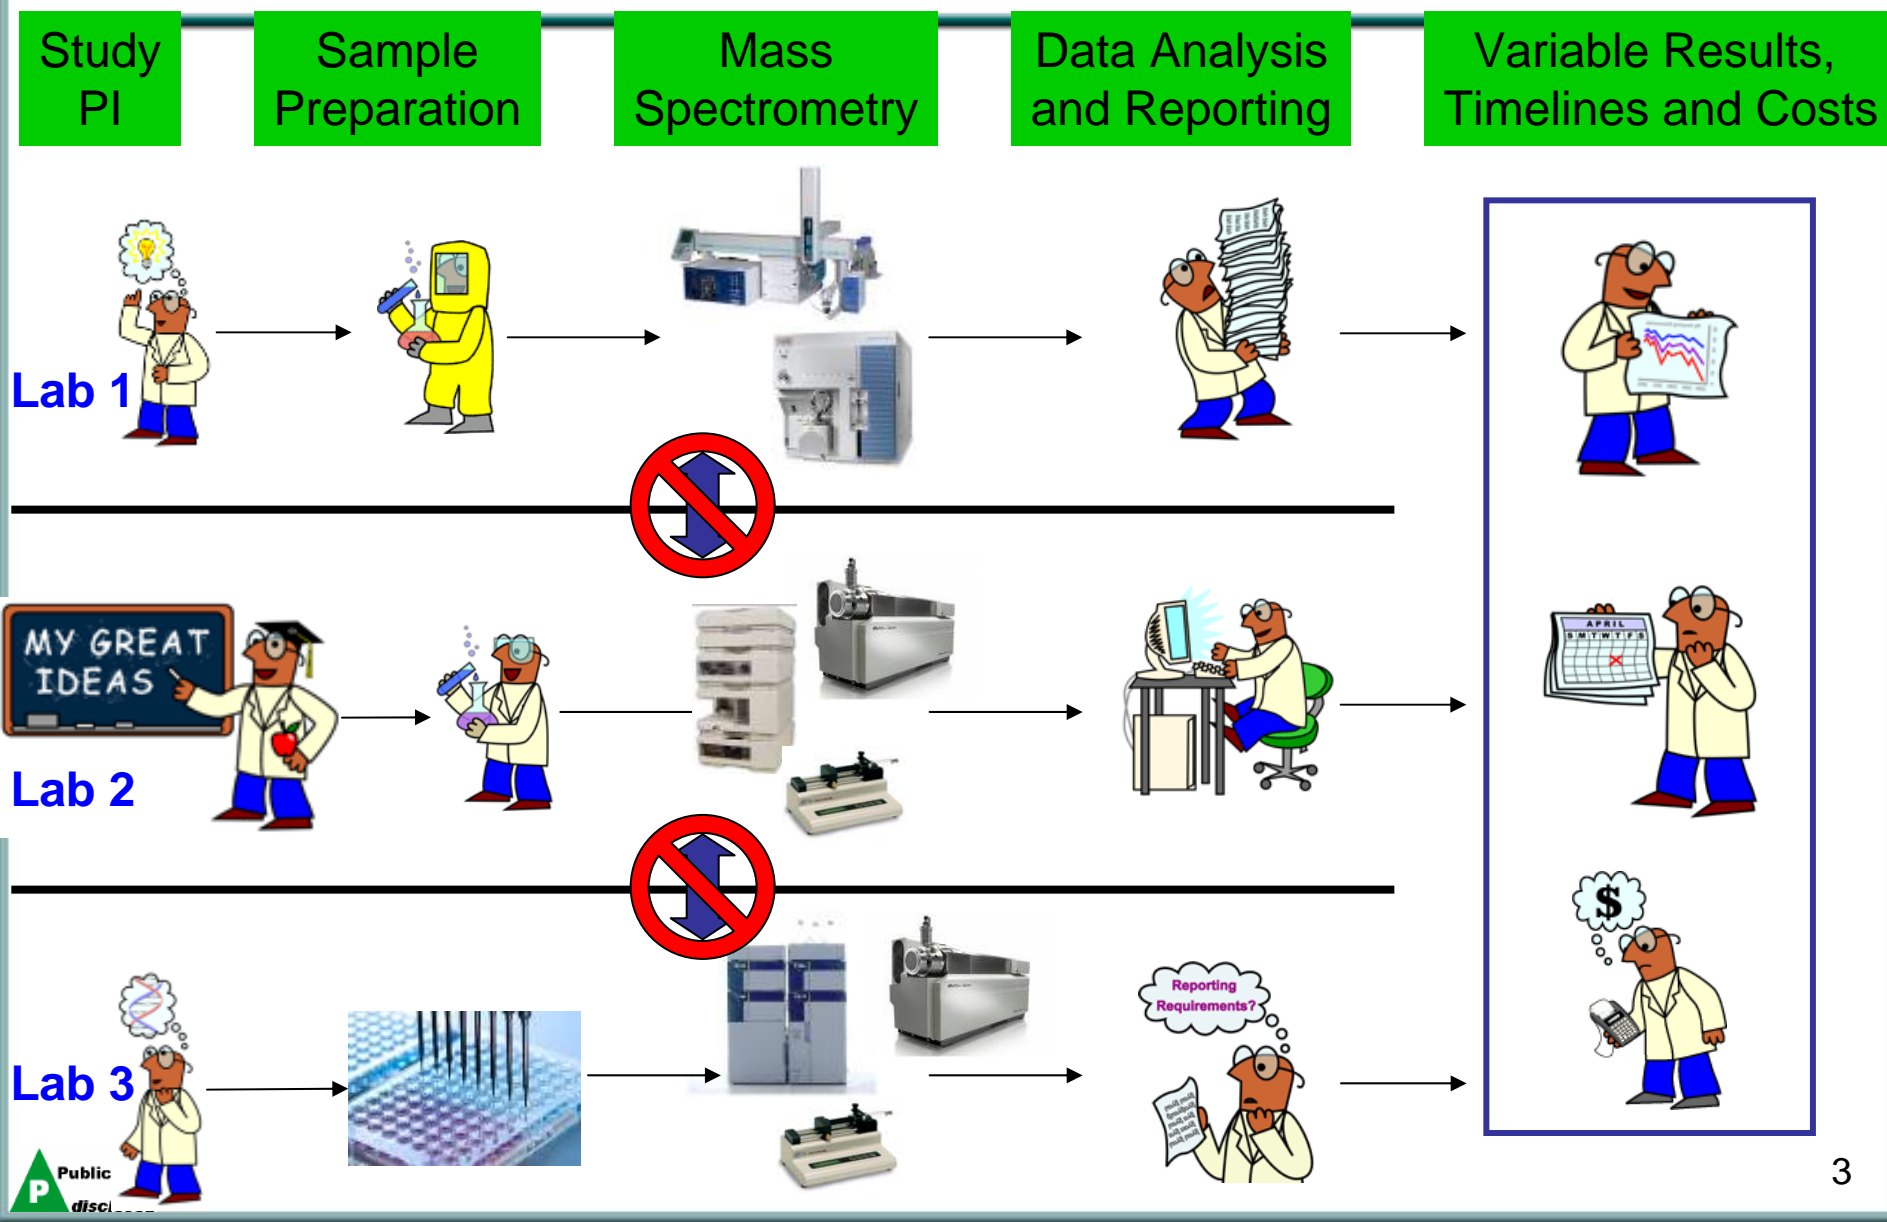 Study
PI
Sample
Preparation
Mass
Spectrometry
Data Analysis
and Reporting
Variable Results,
Timelines and Costs
Lab 1
MY GREAT
IDEAS
Lab 2
APRIL
S M T W T F S
$
Reporting
Requirements?
Lab 3
P
Public
3